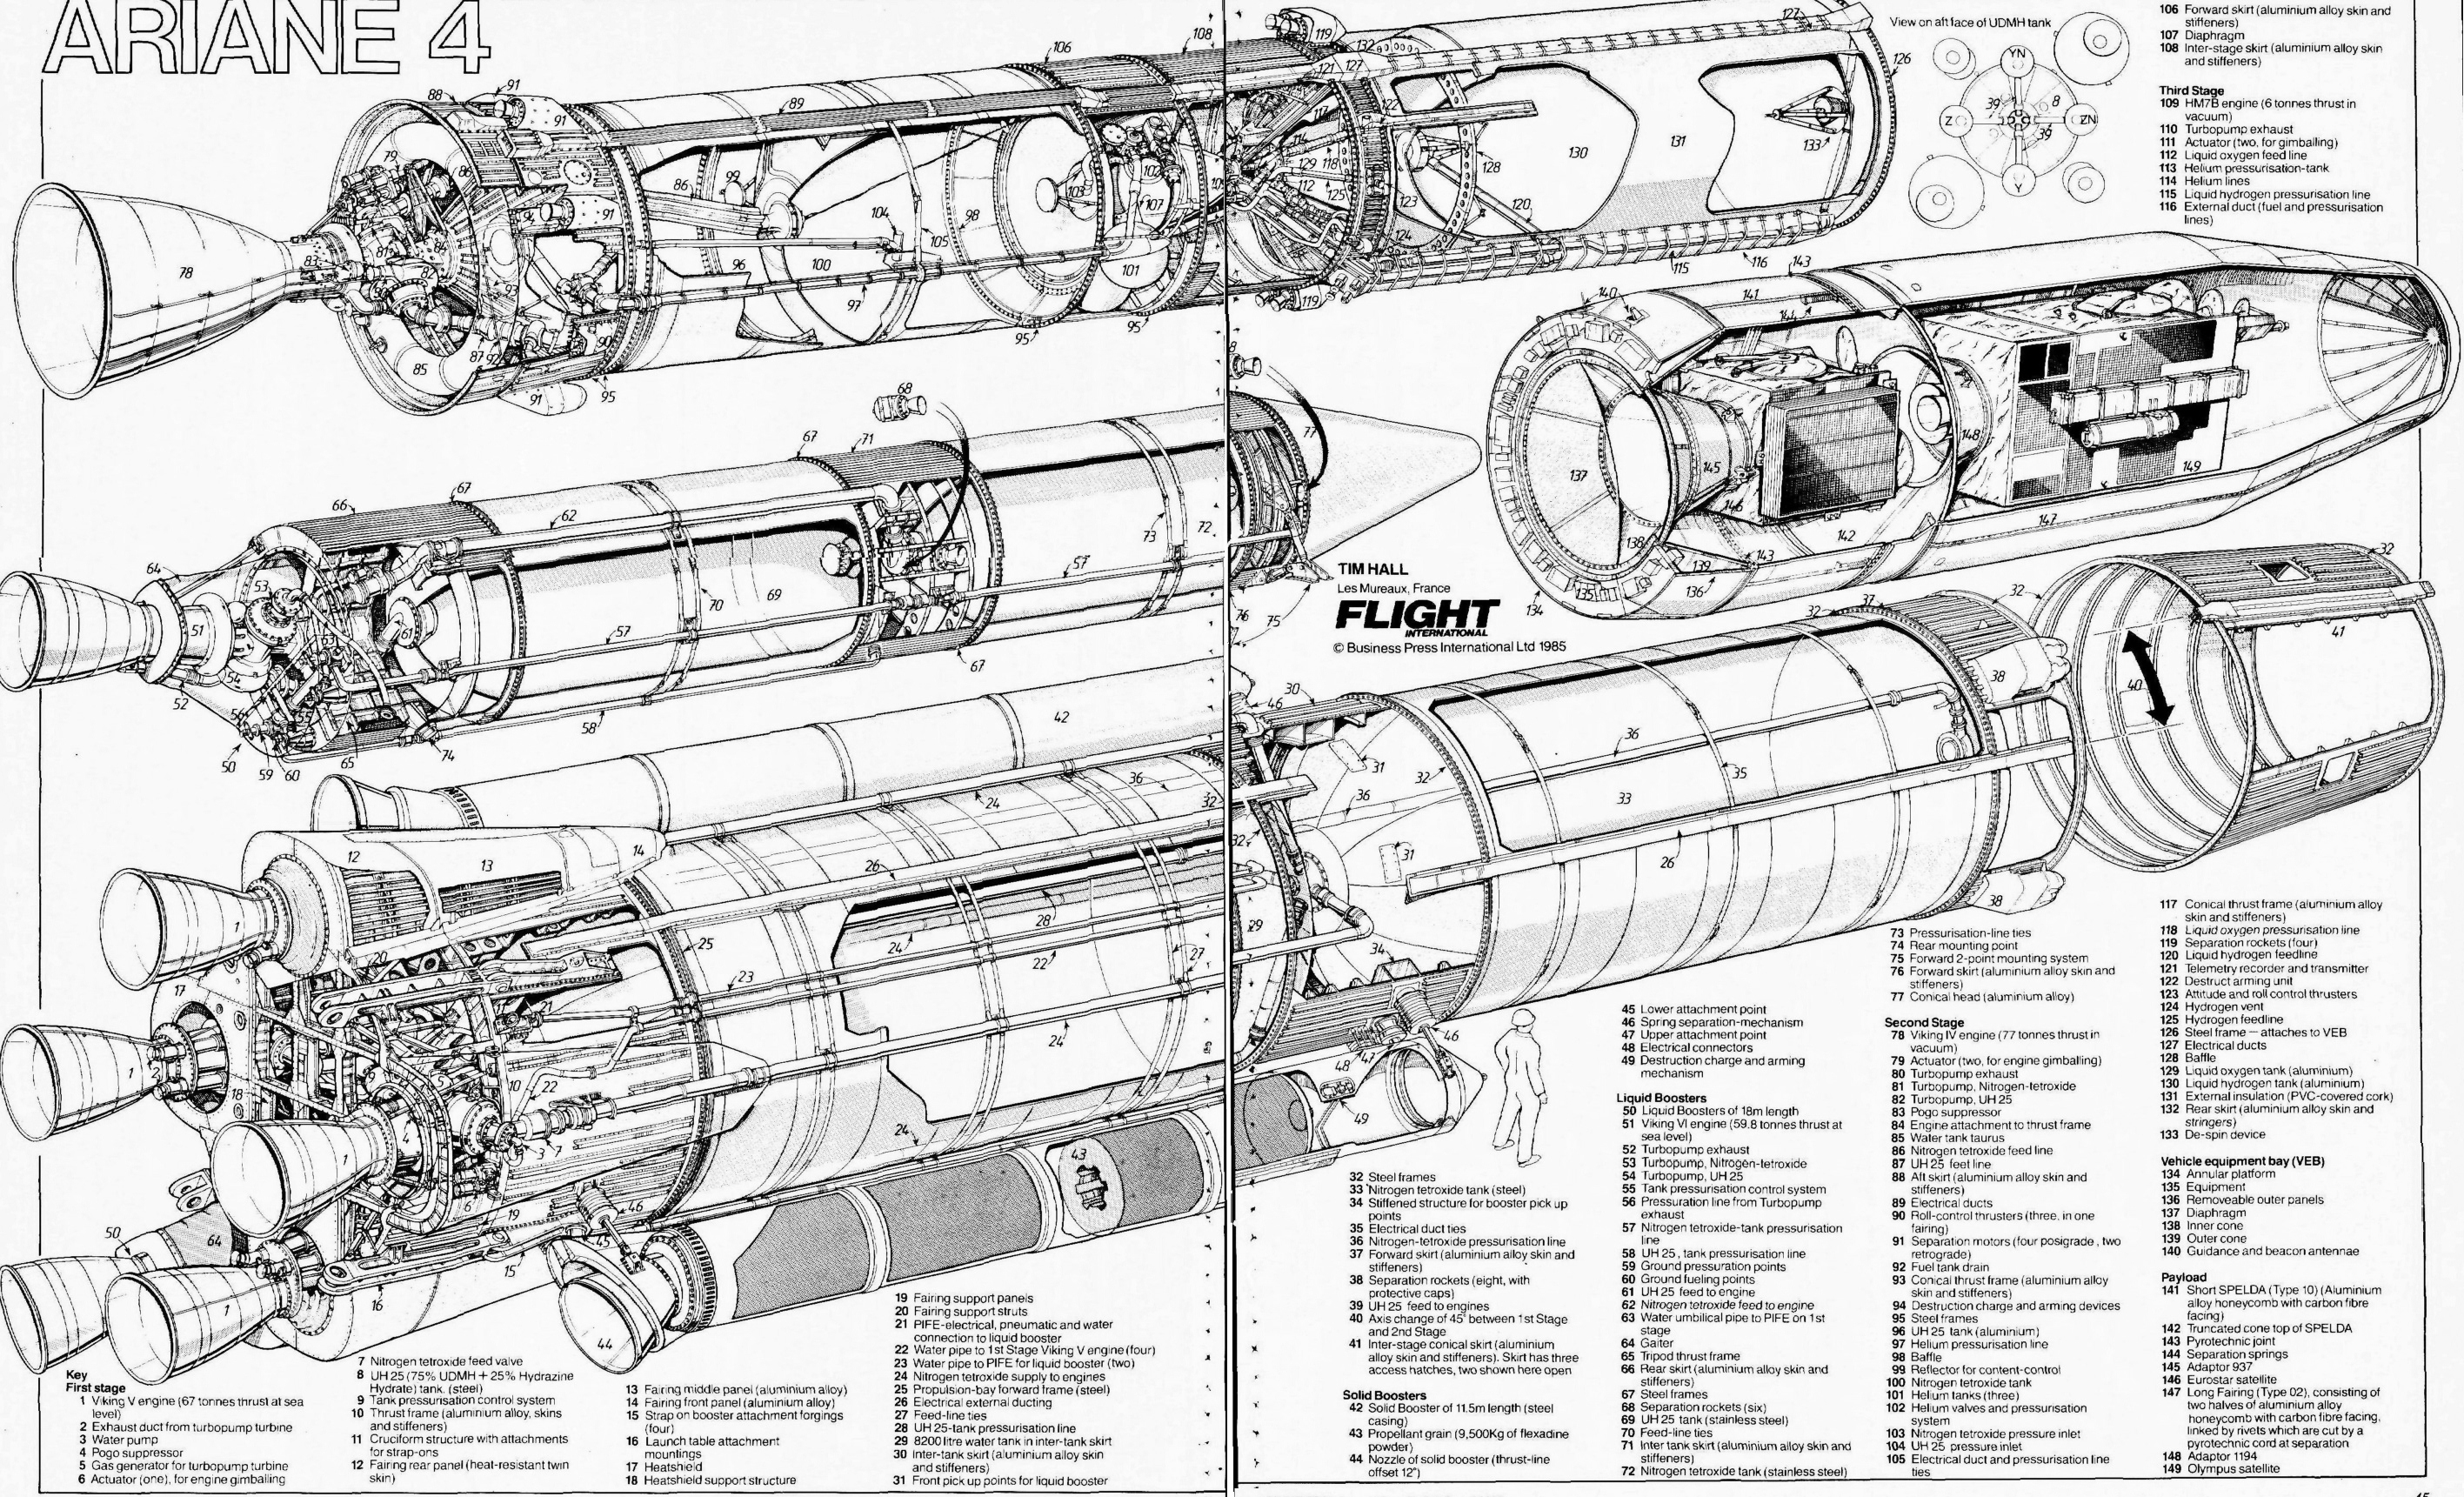 ARIANE 4
View on aft face of UDMH tank
YN
Z
ZN
Y
39
8
39
106 Forward skirt (aluminium alloy skin and
stiffeners)
107 Diaphragm
108 Inter-stage skirt (aluminium alloy skin
and stiffeners)
Third Stage
109 HM7B engine (6 tonnes thrust in
vacuum)
110 Turbopump exhaust
111 Actuator (two, for gimballing)
112 Liquid oxygen feed line
113 Helium pressurisation-tank
114 Helium lines
115 Liquid hydrogen pressurisation line
116 External duct (fuel and pressurisation
lines)
TIM HALL
Les Mureaux, France
FLIGHT
INTERNATIONAL
© Business Press International Ltd 1985
Key
First stage
1 Viking V engine (67 tonnes thrust at sea
level)
2 Exhaust duct from turbopump turbine
3 Water pump
4 Pogo suppressor
5 Gas generator for turbopump turbine
6 Actuator (one), for engine gimballing
7 Nitrogen tetroxide feed valve
8 UH 25 (75% UDMH + 25% Hydrazine
Hydrate) tank. (steel)
9 Tank pressurisation control system
10 Thrust frame (aluminium alloy, skins
and stiffeners)
11 Cruciform structure with attachments
for strap-ons
12 Fairing rear panel (heat-resistant twin
skin)
13 Fairing middle panel (aluminium alloy)
14 Fairing front panel (aluminium alloy)
15 Strap on booster attachment forgings
(four)
16 Launch table attachment
mountings
17 Heatshield
18 Heatshield support structure
19 Fairing support panels
20 Fairing support struts
21 PIFE-electrical, pneumatic and water
connection to liquid booster
22 Water pipe to 1st Stage Viking V engine (four)
23 Water pipe to PIFE for liquid booster (two)
24 Nitrogen tetroxide supply to engines
25 Propulsion-bay forward frame (steel)
26 Electrical external ducting
27 Feed-line ties
28 UH 25-tank pressurisation line
29 8200 litre water tank in inter-tank skirt
30 Inter-tank skirt (aluminium alloy skin
and stiffeners)
31 Front pick up points for liquid booster
32 Steel frames
33 Nitrogen tetroxide tank (steel)
34 Stiffened structure for booster pick up
points
35 Electrical duct ties
36 Nitrogen-tetroxide pressurisation line
37 Forward skirt (aluminium alloy skin and
stiffeners)
38 Separation rockets (eight, with
protective caps)
39 UH 25 feed to engines
40 Axis change of 45° between 1st Stage
and 2nd Stage
41 Inter-stage conical skirt (aluminium
alloy skin and stiffeners). Skirt has three
access hatches, two shown here open
Solid Boosters
42 Solid Booster of 11.5m length (steel
casing)
43 Propellant grain (9,500Kg of flexadine
powder)
44 Nozzle of solid booster (thrust-line
offset 12°)
45 Lower attachment point
46 Spring separation-mechanism
47 Upper attachment point
48 Electrical connectors
49 Destruction charge and arming
mechanism
Liquid Boosters
50 Liquid Boosters of 18m length
51 Viking VI engine (59.8 tonnes thrust at
sea level)
52 Turbopump exhaust
53 Turbopump, Nitrogen-tetroxide
54 Turbopump, UH 25
55 Tank pressurisation control system
56 Pressuration line from Turbopump
exhaust
57 Nitrogen tetroxide-tank pressurisation
line
58 UH 25, tank pressurisation line
59 Ground pressuration points
60 Ground fueling points
61 UH 25 feed to engine
62 Nitrogen tetroxide feed to engine
63 Water umbilical pipe to PIFE on 1st
stage
64 Gaiter
65 Tripod thrust frame
66 Rear skirt (aluminium alloy skin and
stiffeners)
67 Steel frames
68 Separation rockets (six)
69 UH 25 tank (stainless steel)
70 Feed-line ties
71 Inter tank skirt (aluminium alloy skin and
stiffeners)
72 Nitrogen tetroxide tank (stainless steel)
73 Pressurisation-line ties
74 Rear mounting point
75 Forward 2-point mounting system
76 Forward skirt (aluminium alloy skin and
stiffeners)
77 Conical head (aluminium alloy)
Second Stage
78 Viking IV engine (77 tonnes thrust in
vacuum)
79 Actuator (two, for engine gimballing)
80 Turbopump exhaust
81 Turbopump, Nitrogen-tetroxide
82 Turbopump, UH 25
83 Pogo suppressor
84 Engine attachment to thrust frame
85 Water tank taurus
86 Nitrogen tetroxide feed line
87 UH 25 feet line
88 Aft skirt (aluminium alloy skin and
stiffeners)
89 Electrical ducts
90 Roll-control thrusters (three, in one
fairing)
91 Separation motors (four posigrade, two
retrograde)
92 Fuel tank drain
93 Conical thrust frame (aluminium alloy
skin and stiffeners)
94 Destruction charge and arming devices
95 Steel frames
96 UH 25 tank (aluminium)
97 Helium pressurisation line
98 Baffle
99 Reflector for content-control
100 Nitrogen tetroxide tank
101 Helium tanks (three)
102 Helium valves and pressurisation
system
103 Nitrogen tetroxide pressure inlet
104 UH 25 pressure inlet
105 Electrical duct and pressurisation line
ties
117 Conical thrust frame (aluminium alloy
skin and stiffeners)
118 Liquid oxygen pressurisation line
119 Separation rockets (four)
120 Liquid hydrogen feedline
121 Telemetry recorder and transmitter
122 Destruct arming unit
123 Attitude and roll control thrusters
124 Hydrogen vent
125 Hydrogen feedline
126 Steel frame — attaches to VEB
127 Electrical ducts
128 Baffle
129 Liquid oxygen tank (aluminium)
130 Liquid hydrogen tank (aluminium)
131 External insulation (PVC-covered cork)
132 Rear skirt (aluminium alloy skin and
stringers)
133 De-spin device
Vehicle equipment bay (VEB)
134 Annular platform
135 Equipment
136 Removeable outer panels
137 Diaphragm
138 Inner cone
139 Outer cone
140 Guidance and beacon antennae
Payload
141 Short SPELDA (Type 10) (Aluminium
alloy honeycomb with carbon fibre
facing)
142 Truncated cone top of SPELDA
143 Pyrotechnic joint
144 Separation springs
145 Adaptor 937
146 Eurostar satellite
147 Long Fairing (Type 02), consisting of
two halves of aluminium alloy
honeycomb with carbon fibre facing,
linked by rivets which are cut by a
pyrotechnic cord at separation
148 Adaptor 1194
149 Olympus satellite